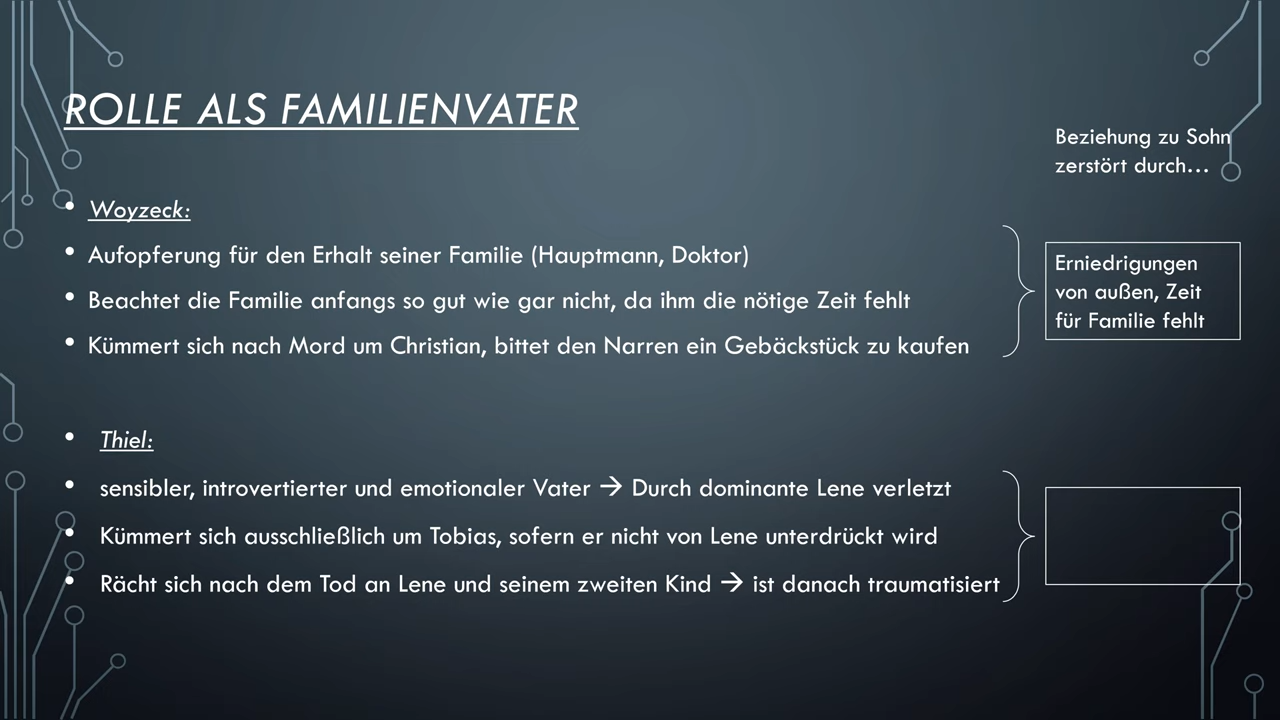 ROLLE ALS FAMILIENVATER
Beziehung zu Sohn
zerstört durch...
• Woyzeck:
• Aufopferung für den Erhalt seiner Familie (Hauptmann, Doktor)
• Beachtet die Familie anfangs so gut wie gar nicht, da ihm die nötige Zeit fehlt
• Kümmert sich nach Mord um Christian, bittet den Narren ein Gebäckstück zu kaufen
Erniedrigungen
von außen, Zeit
für Familie fehlt
• Thiel:
• sensibler, introvertierter und emotionaler Vater → Durch dominante Lene verletzt
• Kümmert sich ausschließlich um Tobias, sofern er nicht von Lene unterdrückt wird
• Rächt sich nach dem Tod an Lene und seinem zweiten Kind → ist danach traumatisiert